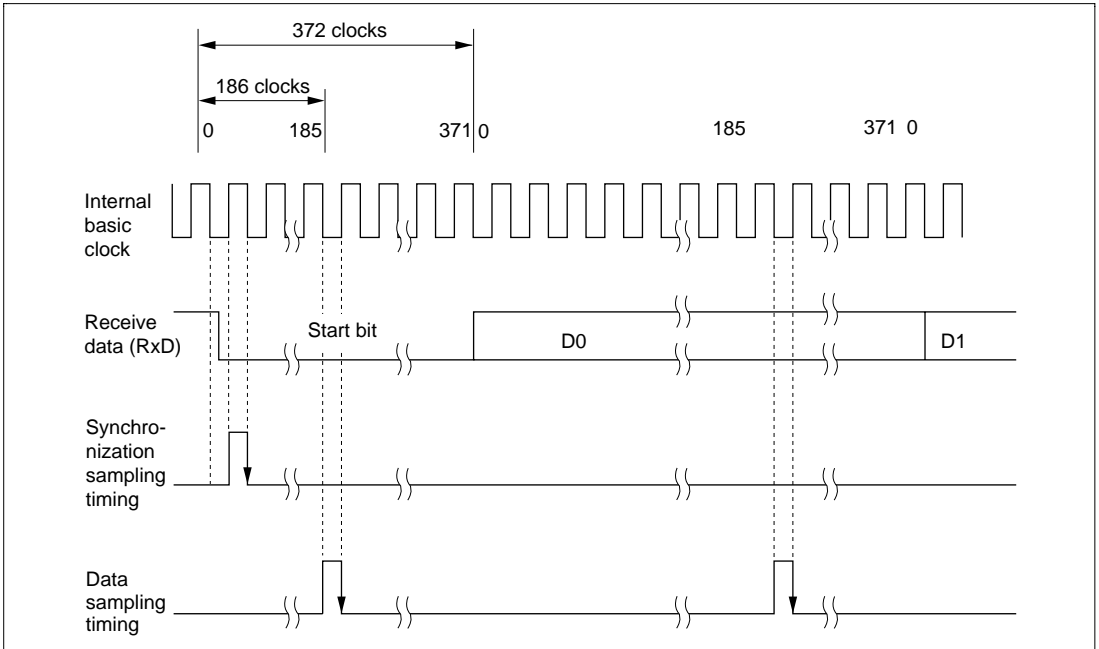 372 clocks
186 clocks
0 185 371 0 185 371 0
Internal
basic
clock
Receive
data (RxD)
Start bit
D0
D1
Synchro-
nization
sampling
timing
Data
sampling
timing